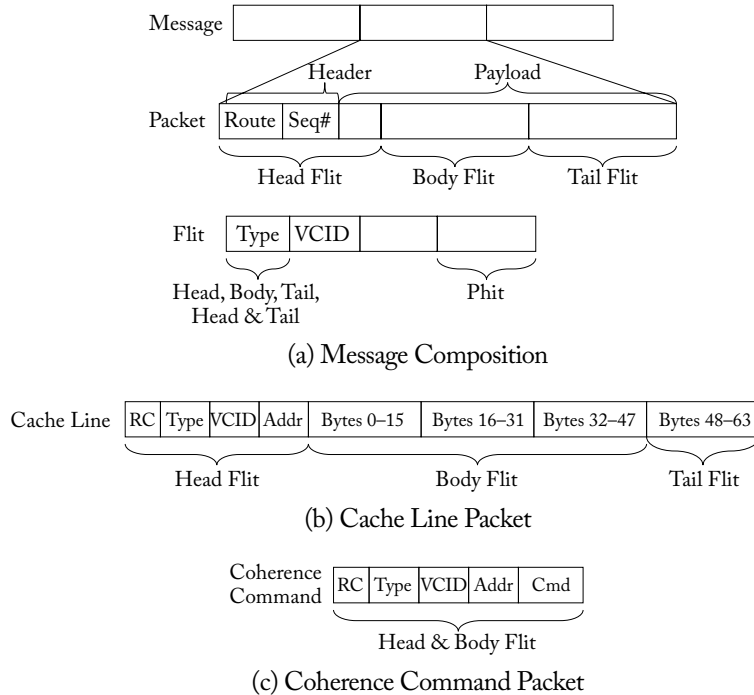 Message
Header
Payload
Packet Route Seq#
Head Flit Body Flit Tail Flit
Flit Type VCID
Head, Body, Tail,
Head & Tail
Phit
(a) Message Composition
Cache Line RC Type VCID Addr Bytes 0–15 Bytes 16–31 Bytes 32–47 Bytes 48–63
Head Flit Body Flit Tail Flit
(b) Cache Line Packet
Coherence
Command
RC Type VCID Addr Cmd
Head & Body Flit
(c) Coherence Command Packet